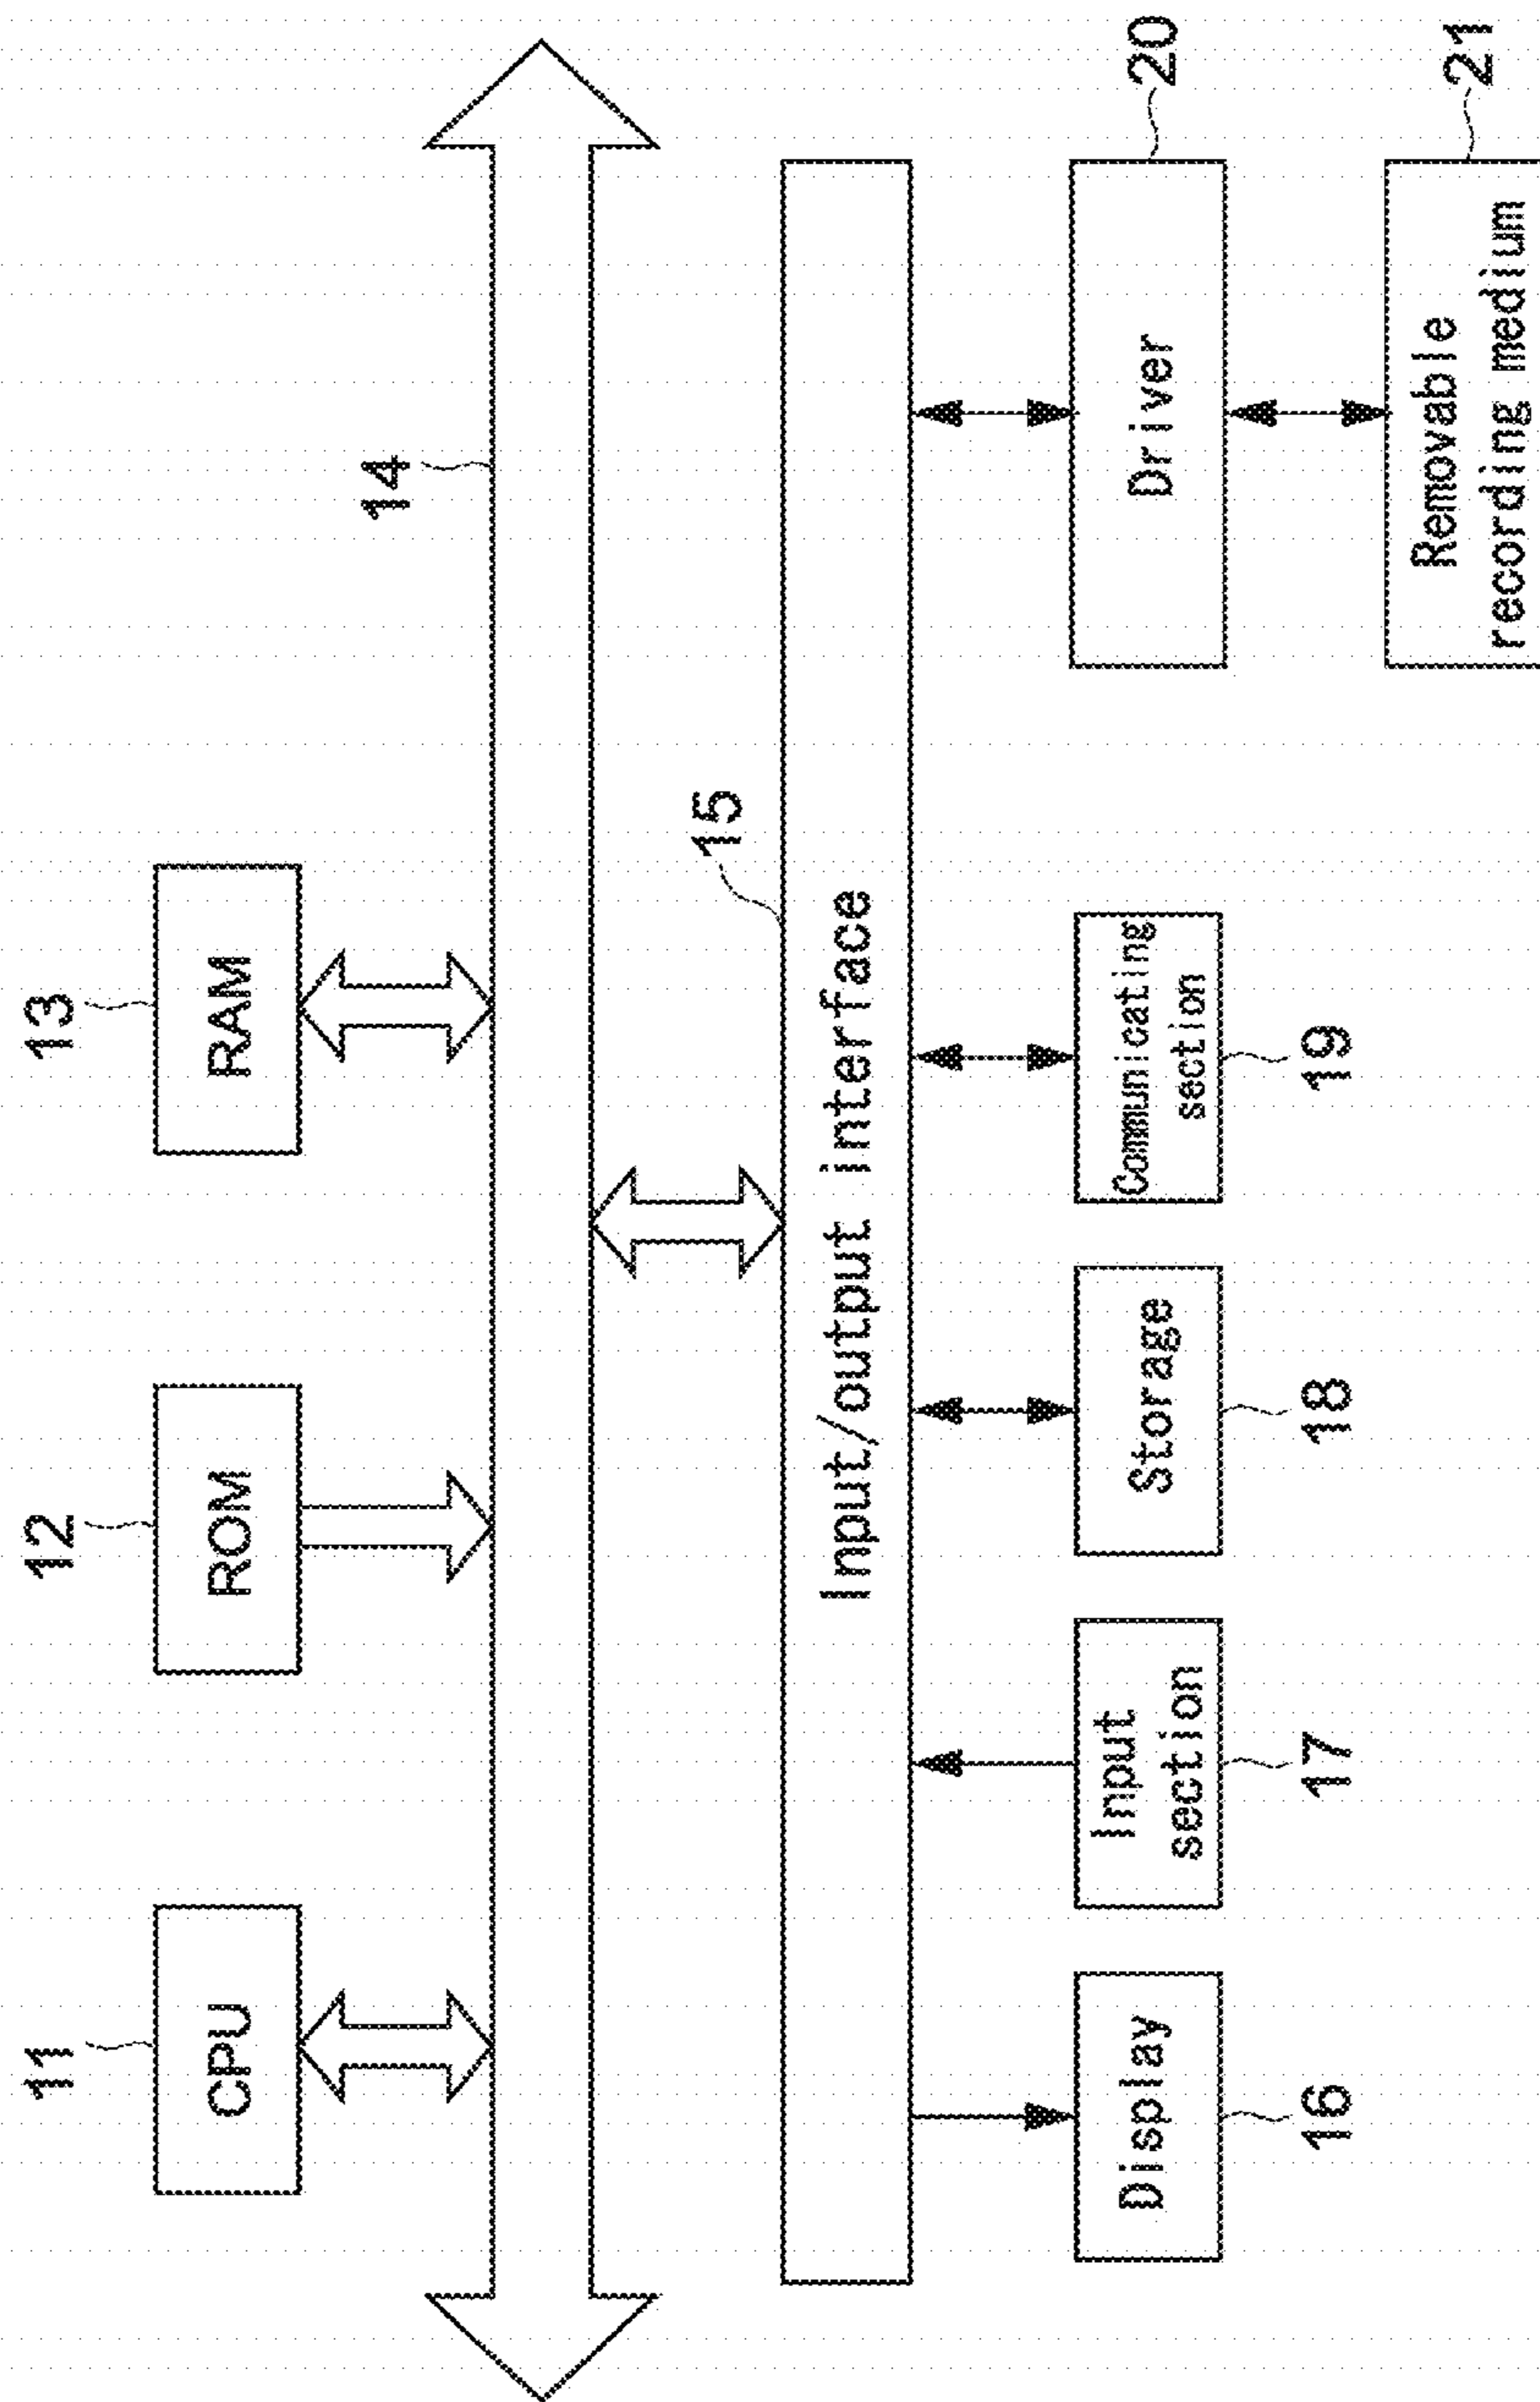 11
12
13
CPU
ROM
RAM
14
15
Input/output interface
Display
Input
section
Storage
Communicating
section
Driver
20
16
17
18
19
Removable
recording medium
21